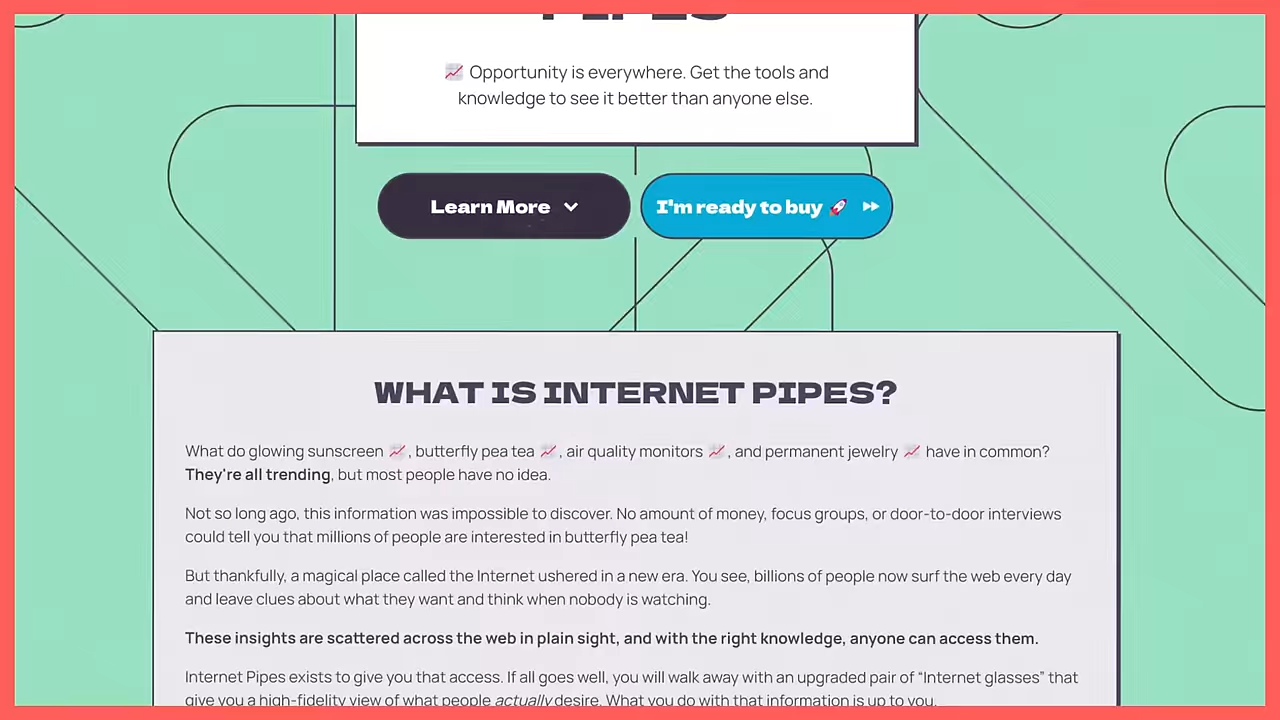 PIPES
📈 Opportunity is everywhere. Get the tools and
knowledge to see it better than anyone else.
Learn More
I'm ready to buy 🚀
WHAT IS INTERNET PIPES?
What do glowing sunscreen 📈, butterfly pea tea 📈, air quality monitors 📈, and permanent jewelry 📈 have in common?
They're all trending, but most people have no idea.
Not so long ago, this information was impossible to discover. No amount of money, focus groups, or door-to-door interviews
could tell you that millions of people are interested in butterfly pea tea!
But thankfully, a magical place called the Internet ushered in a new era. You see, billions of people now surf the web every day
and leave clues about what they want and think when nobody is watching.
These insights are scattered across the web in plain sight, and with the right knowledge, anyone can access them.
Internet Pipes exists to give you that access. If all goes well, you will walk away with an upgraded pair of “Internet glasses” that
give you a high-fidelity view of what people actually desire. What you do with that information is up to you.